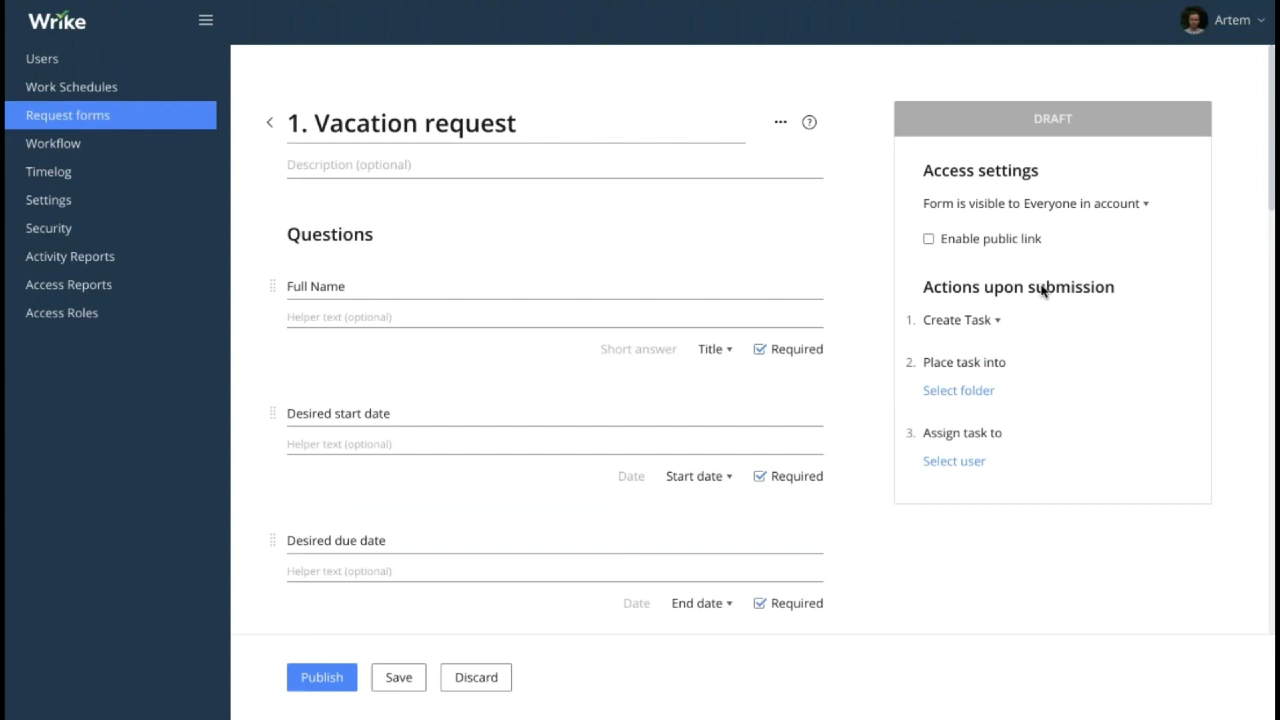 Wrike
Artem
Users
Work Schedules
Request forms
Workflow
Timelog
Settings
Security
Activity Reports
Access Reports
Access Roles
1. Vacation request
Description (optional)
Questions
Full Name
Helper text (optional)
Short answer Title Required
Desired start date
Helper text (optional)
Date Start date Required
Desired due date
Helper text (optional)
Date End date Required
Publish Save Discard
DRAFT
Access settings
Form is visible to Everyone in account
Enable public link
Actions upon submission
1. Create Task
2. Place task into
Select folder
3. Assign task to
Select user